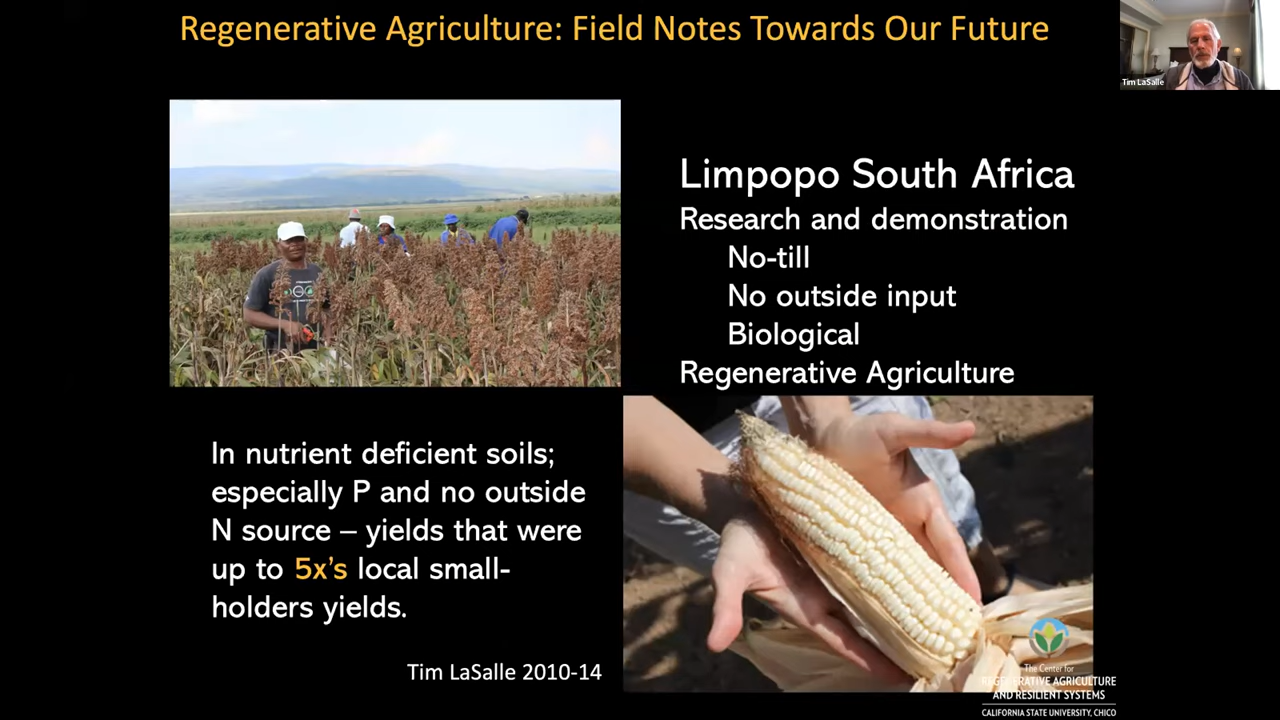 Regenerative Agriculture: Field Notes Towards Our Future
Tim LaSalle
Limpopo South Africa
Research and demonstration
No-till
No outside input
Biological
Regenerative Agriculture
In nutrient deficient soils;
especially P and no outside
N source – yields that were
up to 5x's local small-
holders yields.
Tim LaSalle 2010-14
The Center for
REGENERATIVE AGRICULTURE
AND RESILIENT SYSTEMS
CALIFORNIA STATE UNIVERSITY, CHICO